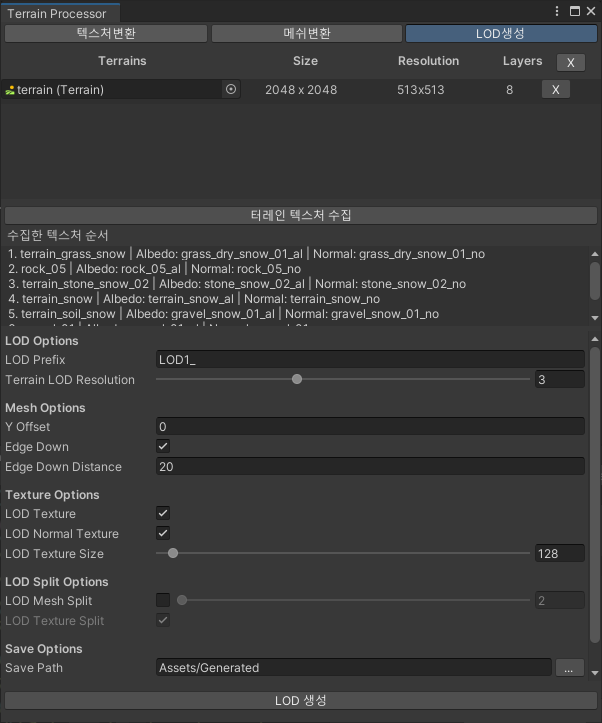 Terrain Processor
텍스처변환 메쉬변환 LOD생성
Terrains Size Resolution Layers X
terrain (Terrain) 2048 x 2048 513x513 8 X
터레인 텍스처 수집
수집한 텍스처 순서
1. terrain_grass_snow | Albedo: grass_dry_snow_01_al | Normal: grass_dry_snow_01_no
2. rock_05 | Albedo: rock_05_al | Normal: rock_05_no
3. terrain_stone_snow_02 | Albedo: stone_snow_02_al | Normal: stone_snow_02_no
4. terrain_snow | Albedo: terrain_snow_al | Normal: terrain_snow_no
5. terrain_soil_snow | Albedo: gravel_snow_01_al | Normal: gravel_snow_01_no
LOD Options
LOD Prefix LOD1_
Terrain LOD Resolution 3
Mesh Options
Y Offset 0
Edge Down
Edge Down Distance 20
Texture Options
LOD Texture
LOD Normal Texture
LOD Texture Size 128
LOD Split Options
LOD Mesh Split 2
LOD Texture Split
Save Options
Save Path Assets/Generated ...
LOD 생성